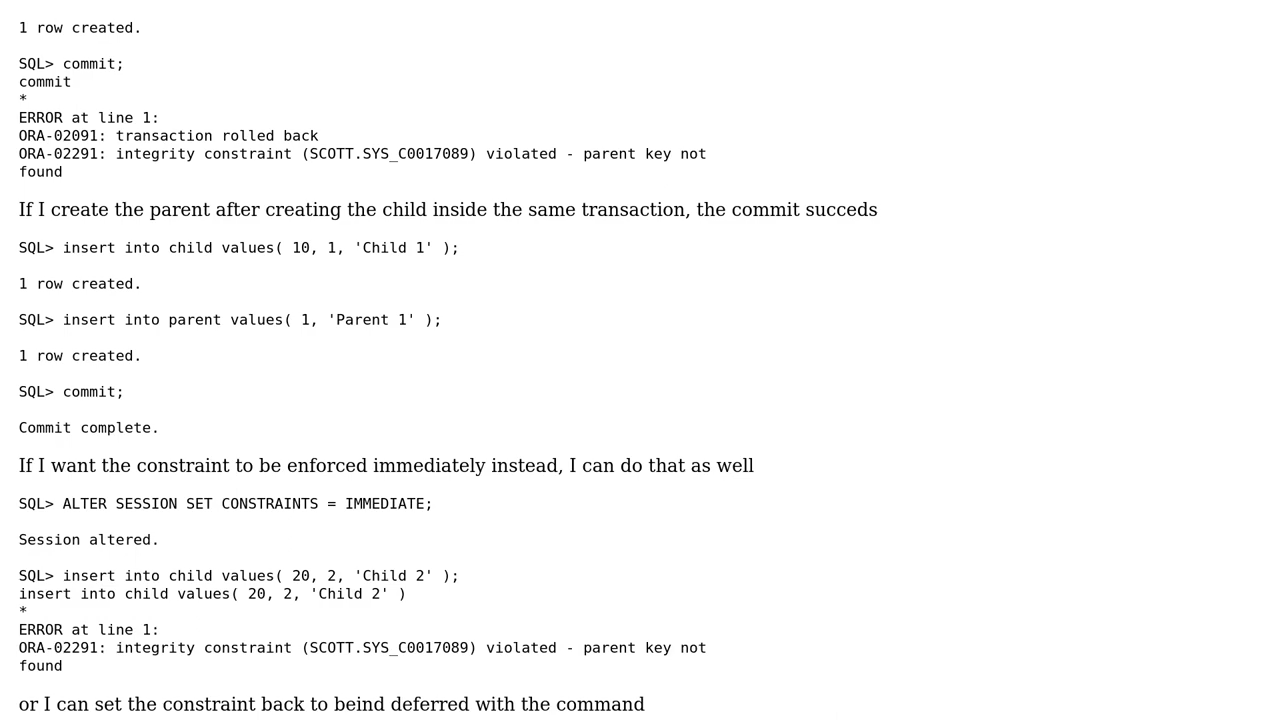 1 row created.
SQL> commit;
commit
*
ERROR at line 1:
ORA-02091: transaction rolled back
ORA-02291: integrity constraint (SCOTT.SYS_C0017089) violated - parent key not
found
If I create the parent after creating the child inside the same transaction, the commit succeds
SQL> insert into child values( 10, 1, 'Child 1' );
1 row created.
SQL> insert into parent values( 1, 'Parent 1' );
1 row created.
SQL> commit;
Commit complete.
If I want the constraint to be enforced immediately instead, I can do that as well
SQL> ALTER SESSION SET CONSTRAINTS = IMMEDIATE;
Session altered.
SQL> insert into child values( 20, 2, 'Child 2' );
insert into child values( 20, 2, 'Child 2' )
*
ERROR at line 1:
ORA-02291: integrity constraint (SCOTT.SYS_C0017089) violated - parent key not
found
or I can set the constraint back to beind deferred with the command